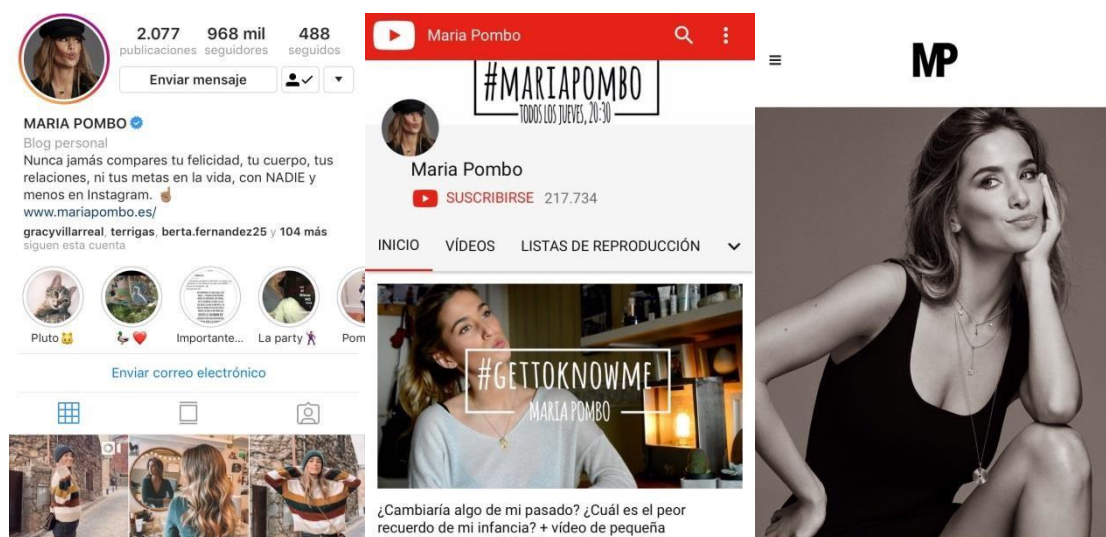 2.077 968 mil 488
publicaciones seguidores seguidos
Enviar mensaje
MARIA POMBO
Blog personal
Nunca jamás compares tu felicidad, tu cuerpo, tus
relaciones, ni tus metas en la vida, con NADIE y
menos en Instagram. ☝🏽
www.mariapombo.es/
gracyvillarreal, terrigas, berta.fernandez25 y 104 más
siguen esta cuenta
Pluto🐱 🦆❤️ Importante... La party💃 Pom
Enviar correo electrónico
Maria Pombo
#MARIAPOMBO
TODOS LOS JUEVES, 20:30
Maria Pombo
SUSCRIBIRSE 217.734
INICIO VÍDEOS LISTAS DE REPRODUCCIÓN
#GETTOKNOWME
MARIA POMBO
¿Cambiaría algo de mi pasado? ¿Cuál es el peor
recuerdo de mi infancia? + vídeo de pequeña
MP